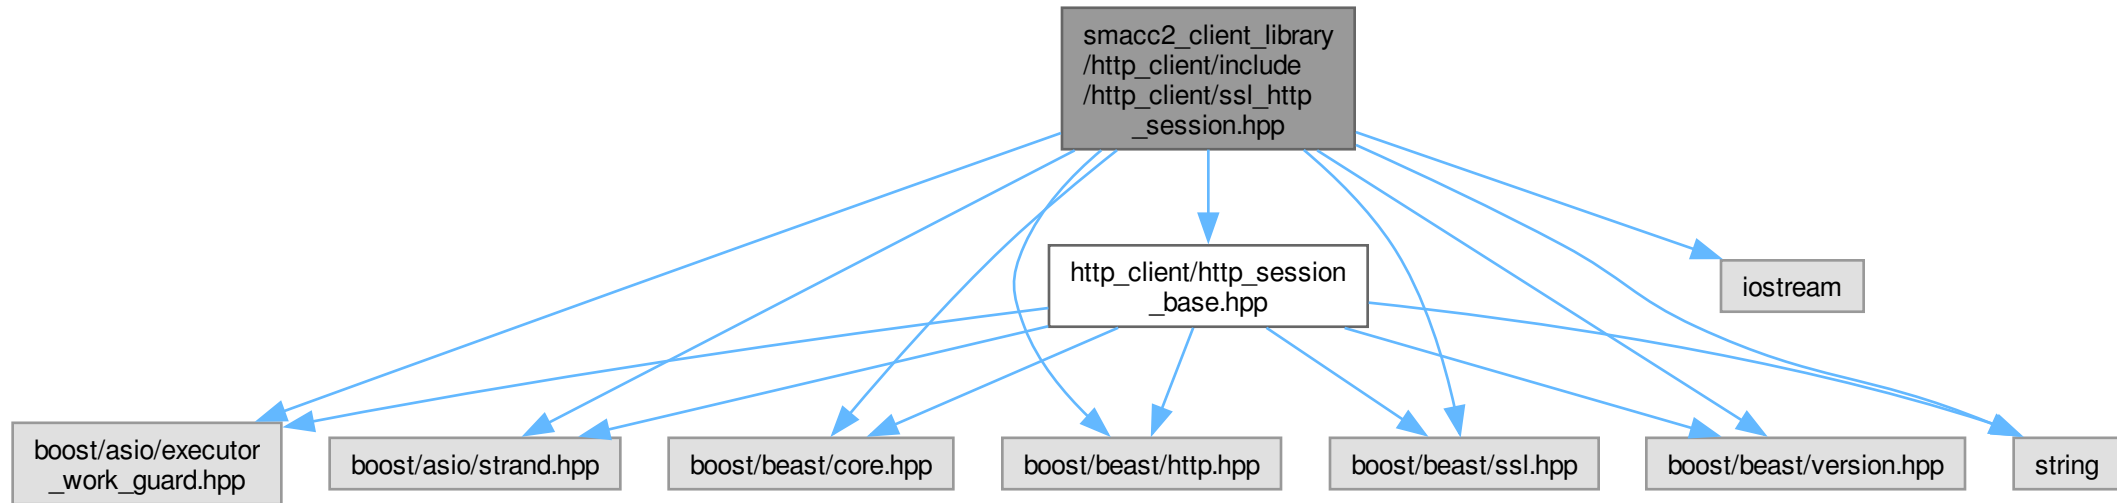 smacc2_client_library
/http_client/include
/http_client/ssl_http
_session.hpp
http_client/http_session
_base.hpp
iostream
boost/asio/executor
_work_guard.hpp
boost/asio/strand.hpp
boost/beast/core.hpp
boost/beast/http.hpp
boost/beast/ssl.hpp
boost/beast/version.hpp
string